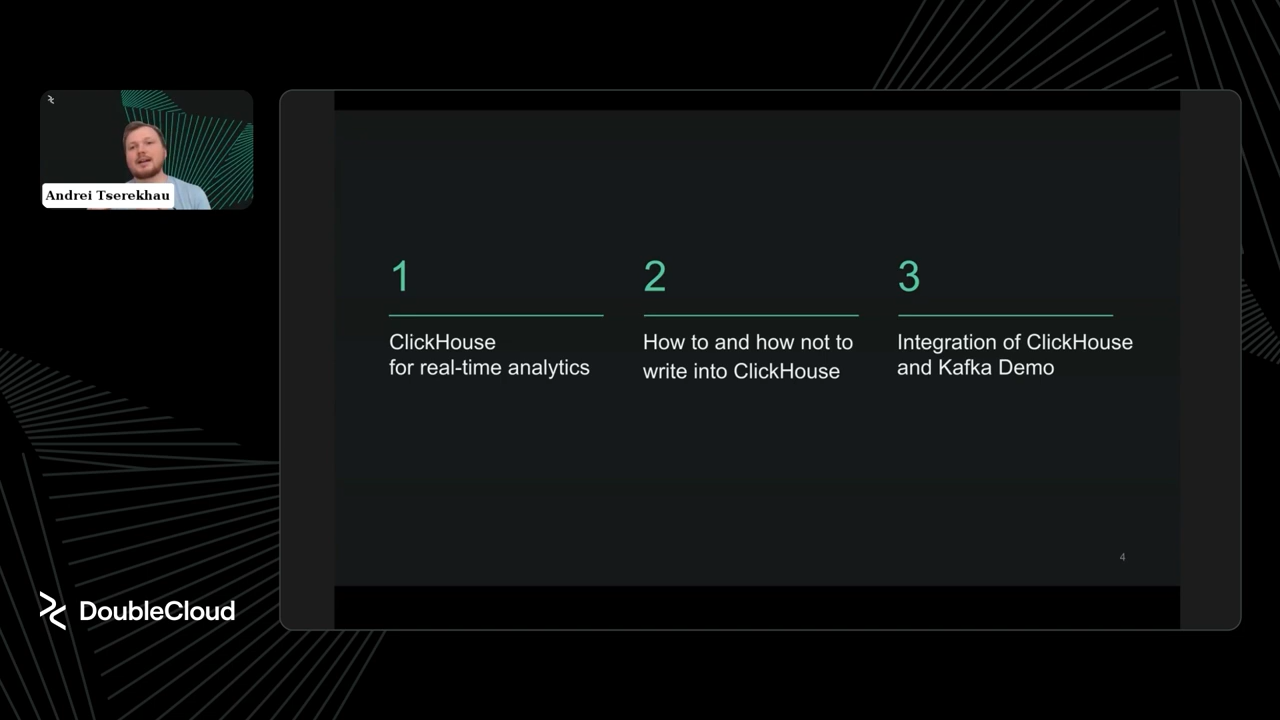 Andrei Tserekhau
1
ClickHouse
for real-time analytics
2
How to and how not to
write into ClickHouse
3
Integration of ClickHouse
and Kafka Demo
4
DoubleCloud